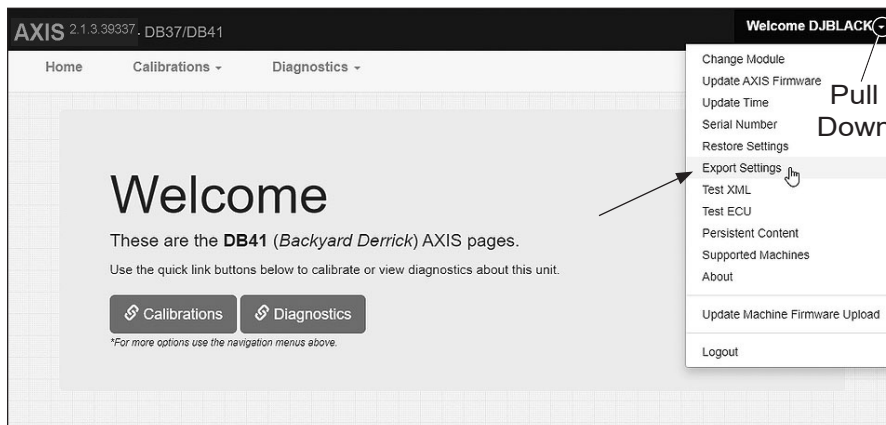 AXIS 2.1.3.39337. DB37/DB41
Welcome DJBLACK
Home Calibrations Diagnostics
Change Module
Update AXIS Firmware
Update Time
Serial Number
Restore Settings
Export Settings
Test XML
Test ECU
Persistent Content
Supported Machines
About
Update Machine Firmware Upload
Logout
Pull
Down
Welcome
These are the DB41 (Backyard Derrick) AXIS pages.
Use the quick link buttons below to calibrate or view diagnostics about this unit.
Calibrations Diagnostics
*For more options use the navigation menus above.